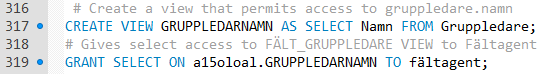 316 # Create a view that permits access to gruppledare.namn
317 CREATE VIEW GRUPPLEDARNAMN AS SELECT Namn FROM Gruppledare;
318 # Gives select access to FÄLT_GRUPPLEDARE VIEW to Fältagent
319 GRANT SELECT ON a15oloal.GRUPPLEDARNAMN TO fältagent;